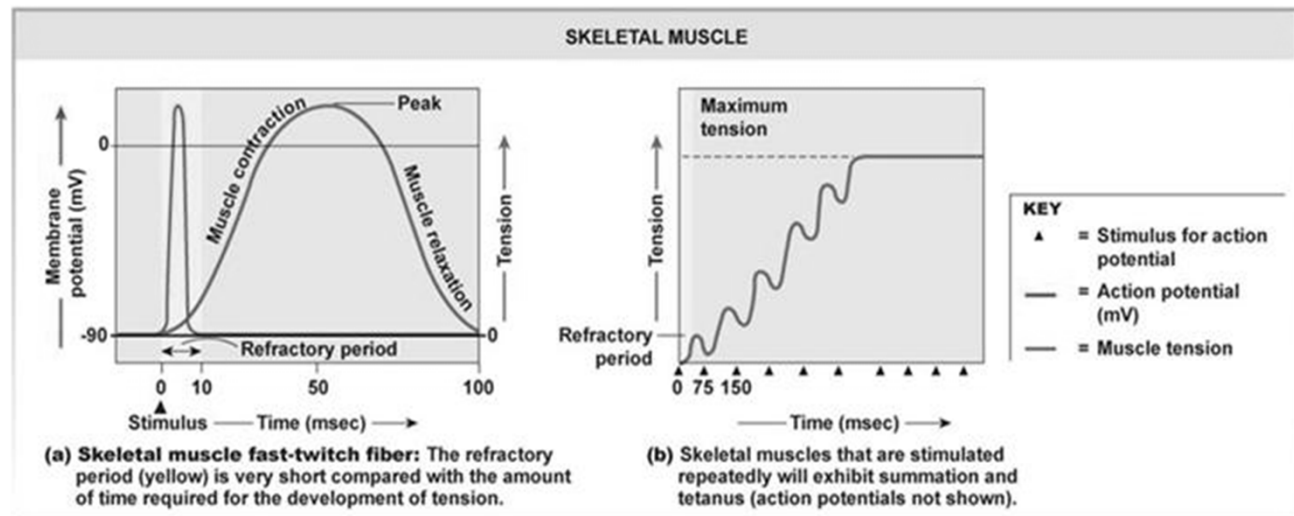 SKELETAL MUSCLE
Membrane
potential (mV)
0
-90
Muscle contraction
Peak
Muscle relaxation
Tension
0
Refractory period
0 10 50 100
Stimulus Time (msec)
(a) Skeletal muscle fast-twitch fiber: The refractory
period (yellow) is very short compared with the amount
of time required for the development of tension.
Maximum
tension
Tension
Refractory
period
0 75 150
Time (msec)
(b) Skeletal muscles that are stimulated
repeatedly will exhibit summation and
tetanus (action potentials not shown).
KEY
= Stimulus for action
potential
= Action potential
(mV)
= Muscle tension